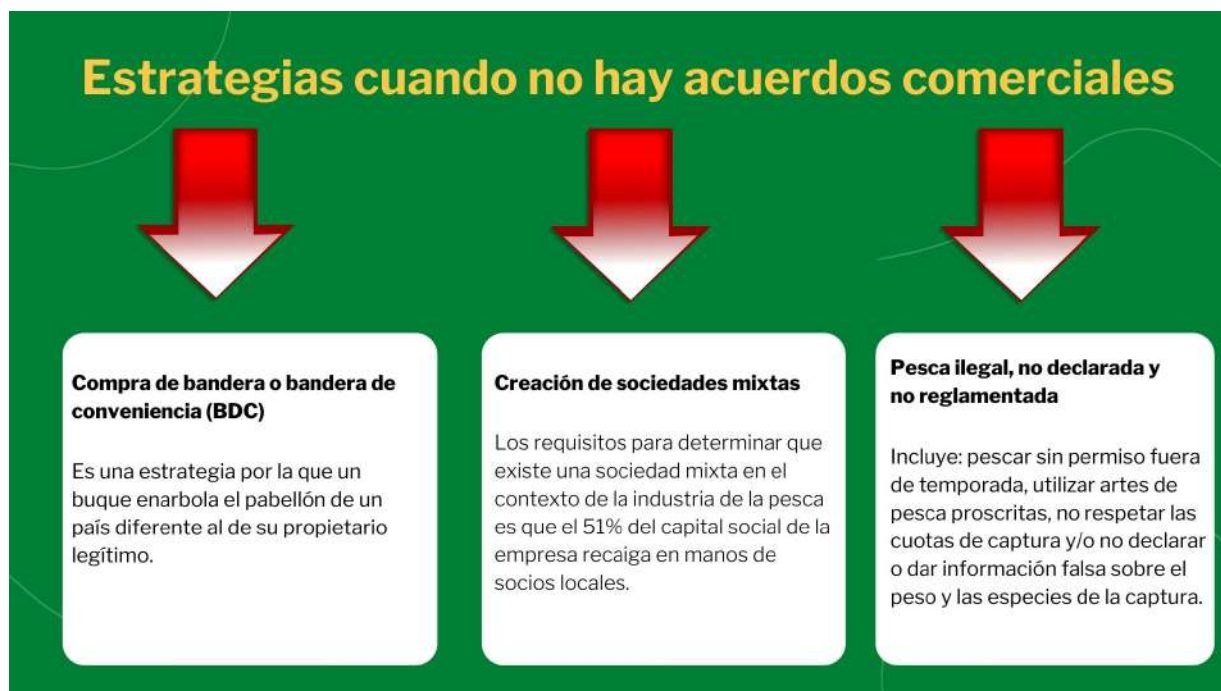 Estrategias cuando no hay acuerdos comerciales
Compra de bandera o bandera de
conveniencia (BDC)
Es una estrategia por la que un
buque enarbola el pabellón de un
país diferente al de su propietario
legítimo.
Creación de sociedades mixtas
Los requisitos para determinar que
existe una sociedad mixta en el
contexto de la industria de la pesca
es que el 51% del capital social de la
empresa recaiga en manos de
socios locales.
Pesca ilegal, no declarada y
no reglamentada
Incluye: pescar sin permiso fuera
de temporada, utilizar artes de
pesca proscritas, no respetar las
cuotas de captura y/o no declarar
o dar información falsa sobre el
peso y las especies de la captura.